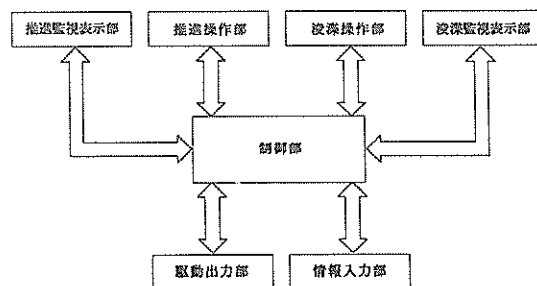 推進監視表示部
推進操作部
浚渫操作部
浚渫監視表示部
制御部
駆動出力部
情報入力部